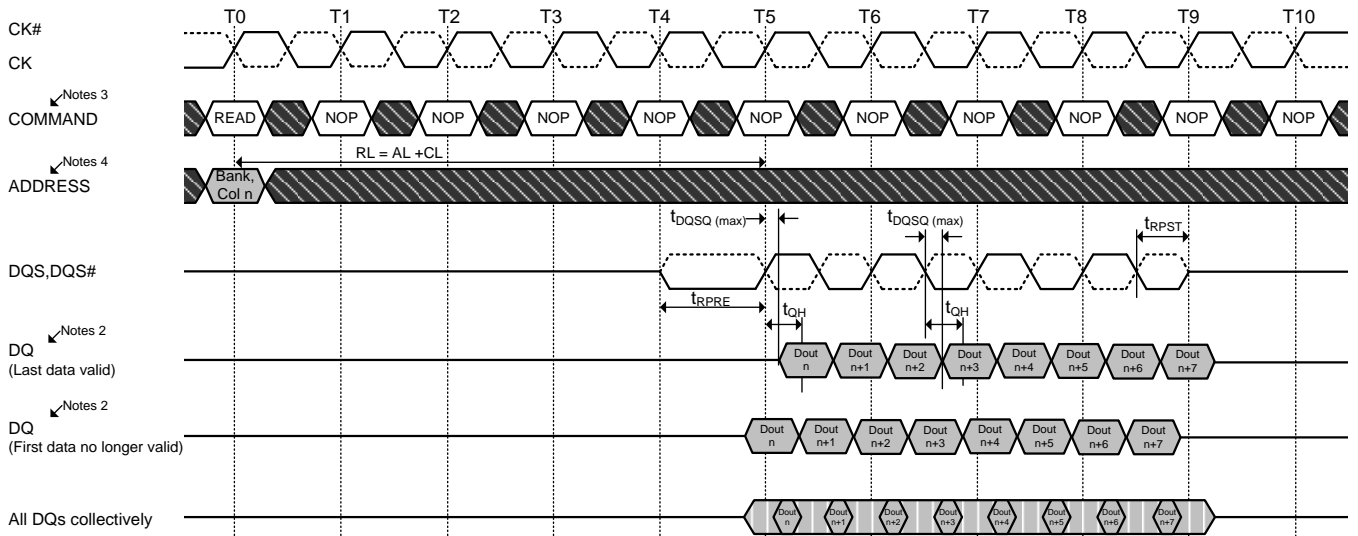 T0 T1 T2 T3 T4 T5 T6 T7 T8 T9 T10
CK#
CK
Notes 3
COMMAND
READ NOP NOP NOP NOP NOP NOP NOP NOP NOP NOP
Notes 4
ADDRESS
Bank,
Col n
RL = AL +CL
tDQSQ (max) tDQSQ (max) tRPST
DQS,DQS#
tRPRE tQH tQH
Notes 2
DQ
(Last data valid)
Dout n Dout n+1 Dout n+2 Dout n+3 Dout n+4 Dout n+5 Dout n+6 Dout n+7
Notes 2
DQ
(First data no longer valid)
Dout n Dout n+1 Dout n+2 Dout n+3 Dout n+4 Dout n+5 Dout n+6 Dout n+7
All DQs collectively
Dout n Dout n+1 Dout n+2 Dout n+3 Dout n+4 Dout n+5 Dout n+6 Dout n+7